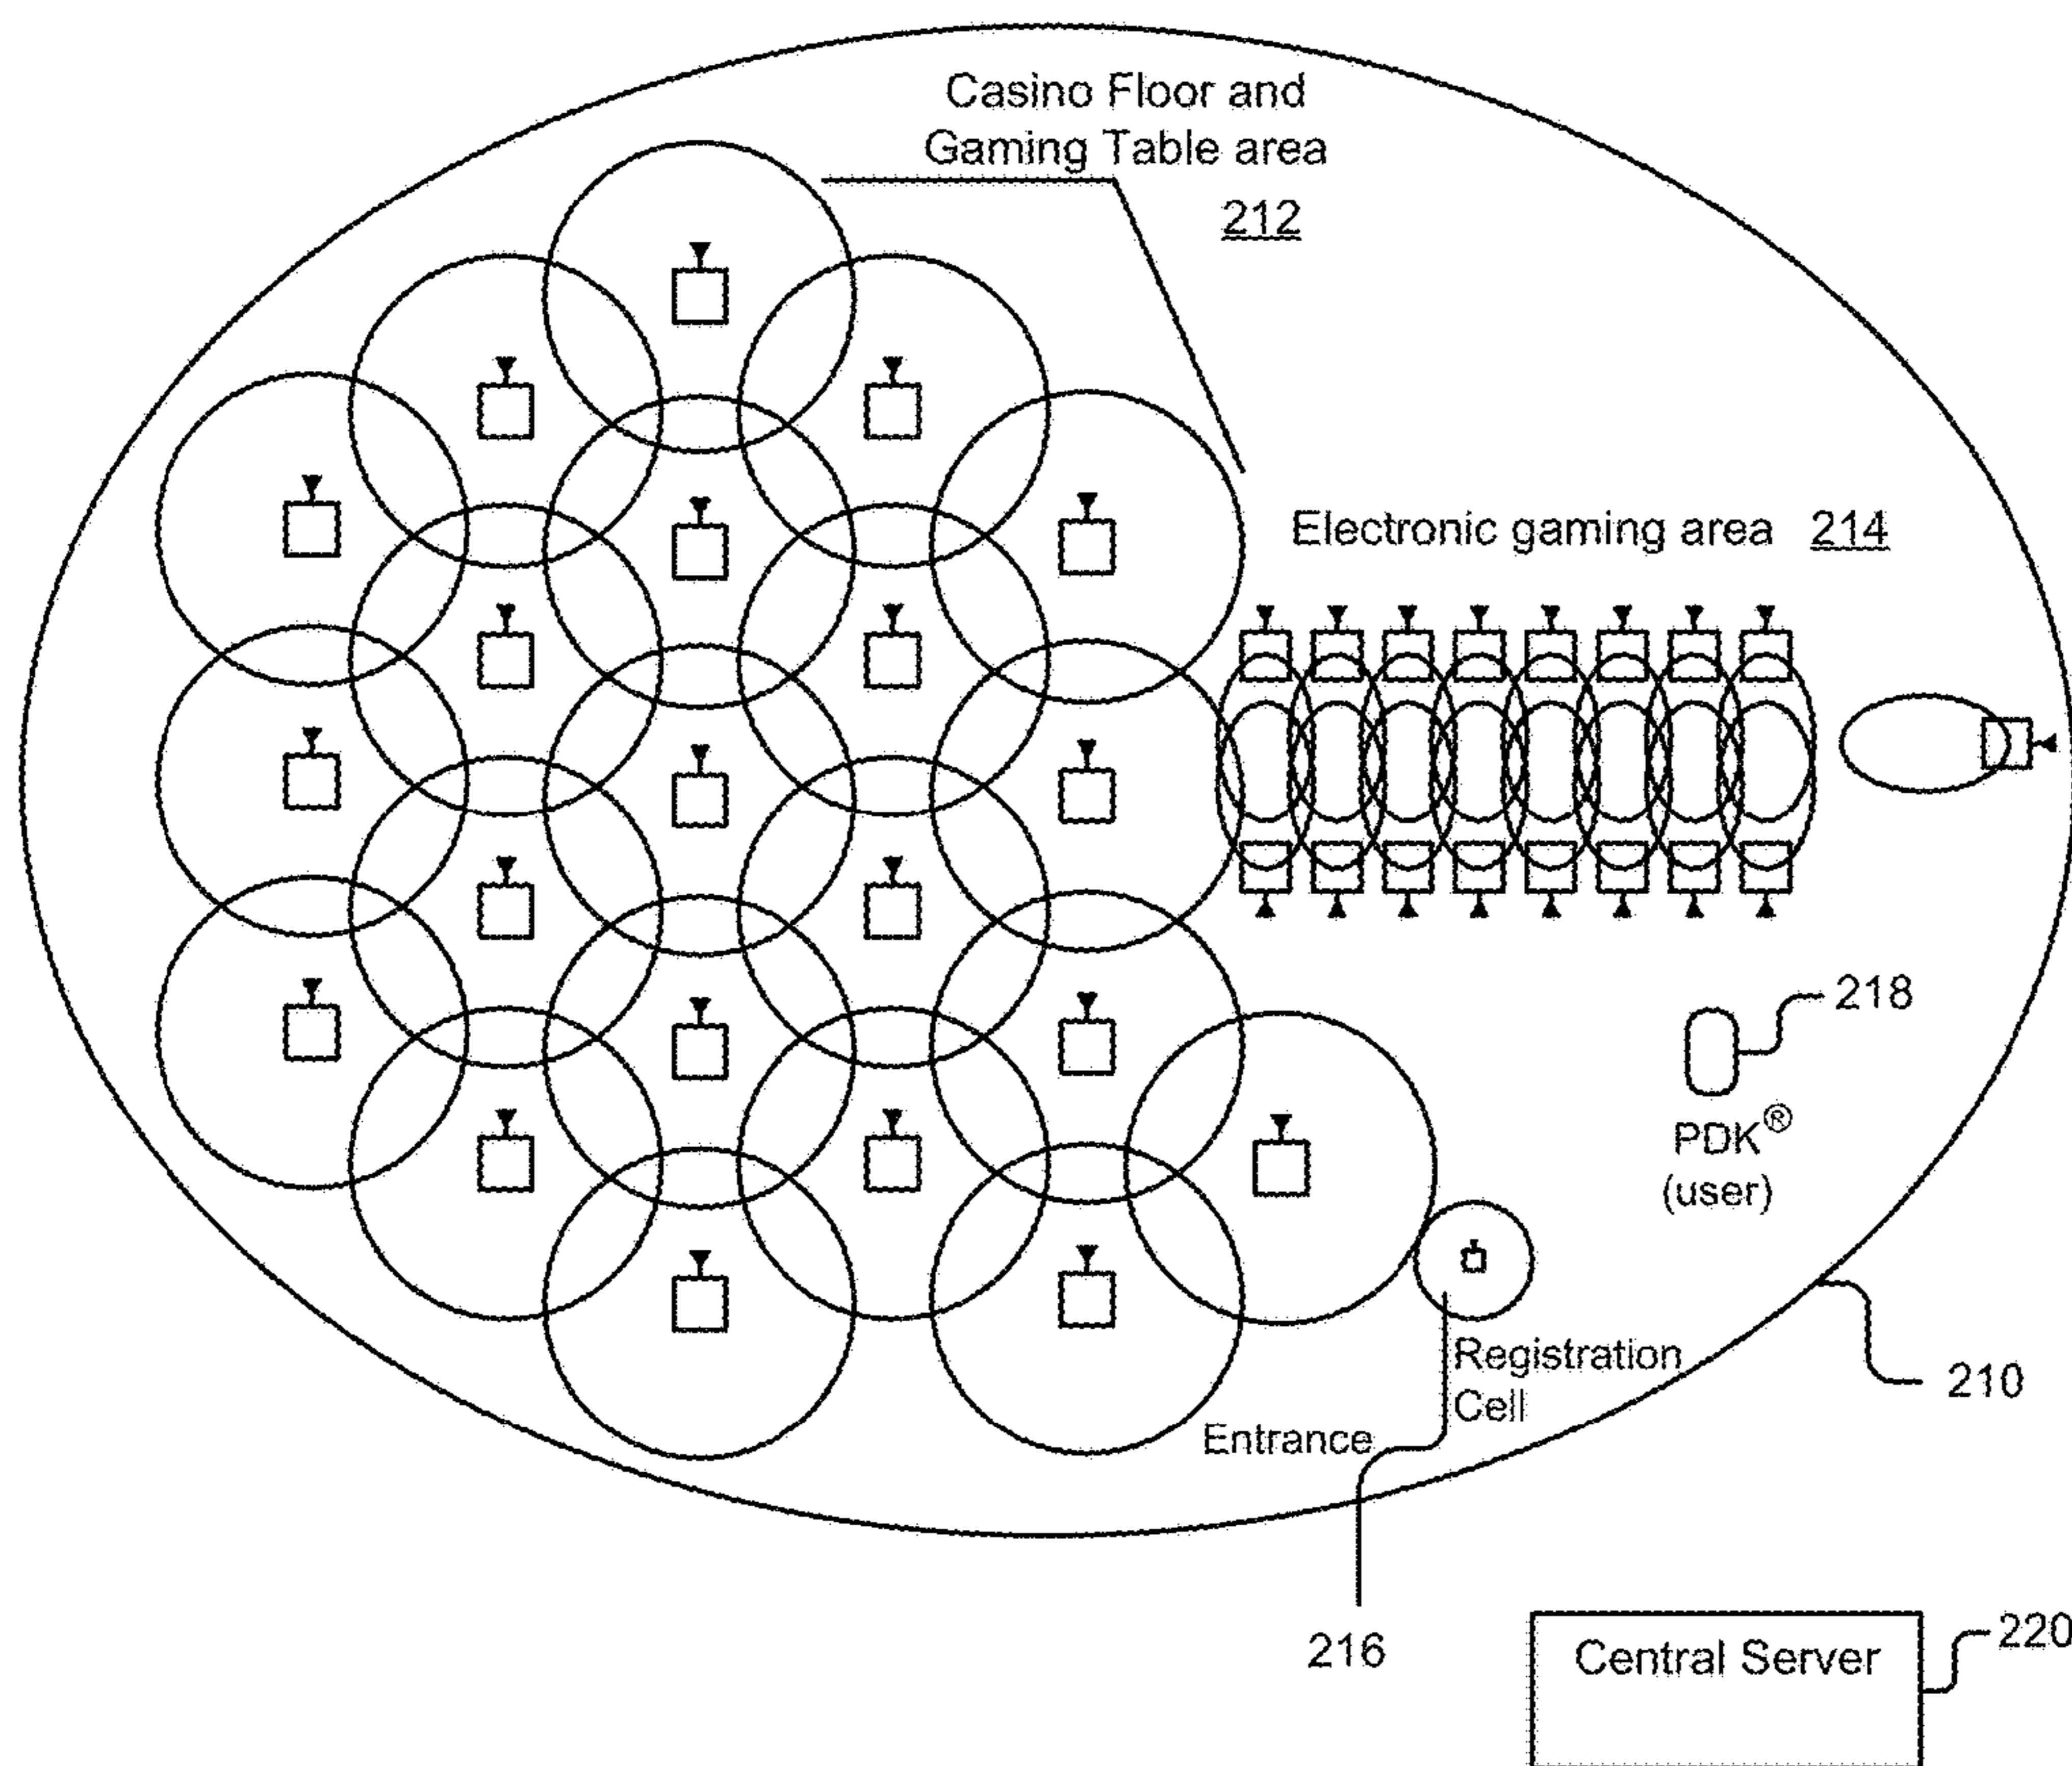 Casino Floor and
Gaming Table area
212
Electronic gaming area 214
218
PDK®
(user)
Registration
Cell
210
Entrance
216
Central Server
220